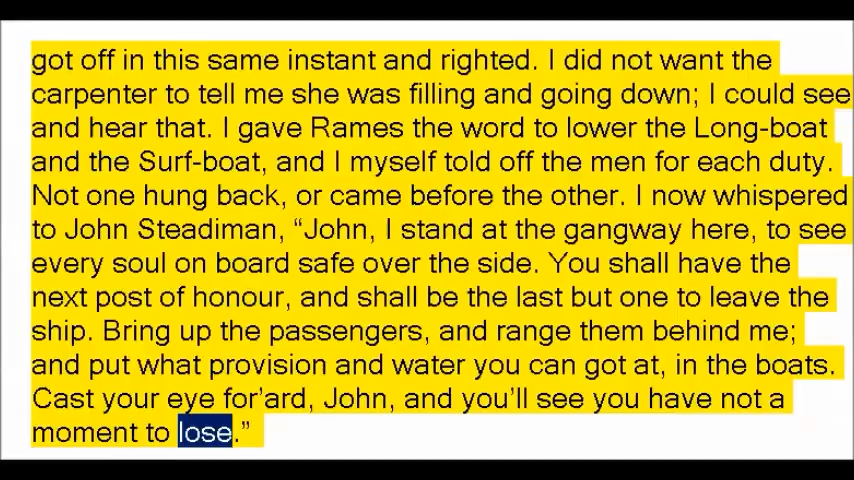 got off in this same instant and righted. I did not want the
carpenter to tell me she was filling and going down; I could see
and hear that. I gave Rames the word to lower the Long-boat
and the Surf-boat, and I myself told off the men for each duty.
Not one hung back, or came before the other. I now whispered
to John Steadiman, “John, I stand at the gangway here, to see
every soul on board safe over the side. You shall have the
next post of honour, and shall be the last but one to leave the
ship. Bring up the passengers, and range them behind me;
and put what provision and water you can got at, in the boats.
Cast your eye for’ard, John, and you’ll see you have not a
moment to lose.”